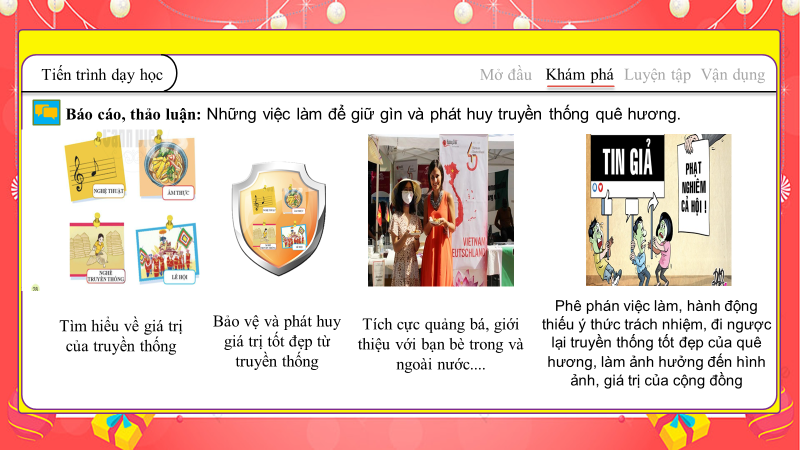 Tiến trình dạy học
Mở đầu Khám phá Luyện tập Vận dụng
Báo cáo, thảo luận: Những việc làm để giữ gìn và phát huy truyền thống quê hương.
NGHỆ THUẬT
ẨM THỰC
NGHỀ
TRUYỀN THỐNG
LỄ HỘI
VIETNAM
DEUTSCHLAND
TIN GIẢ
PHẠT
NGHIÊM
CẢ HỘI !
Tìm hiểu về giá trị
của truyền thống
Bảo vệ và phát huy
giá trị tốt đẹp từ
truyền thống
Tích cực quảng bá, giới
thiệu với bạn bè trong và
ngoài nước....
Phê phán việc làm, hành động
thiếu ý thức trách nhiệm, đi ngược
lại truyền thống tốt đẹp của quê
hương, làm ảnh hưởng đến hình
ảnh, giá trị của cộng đồng